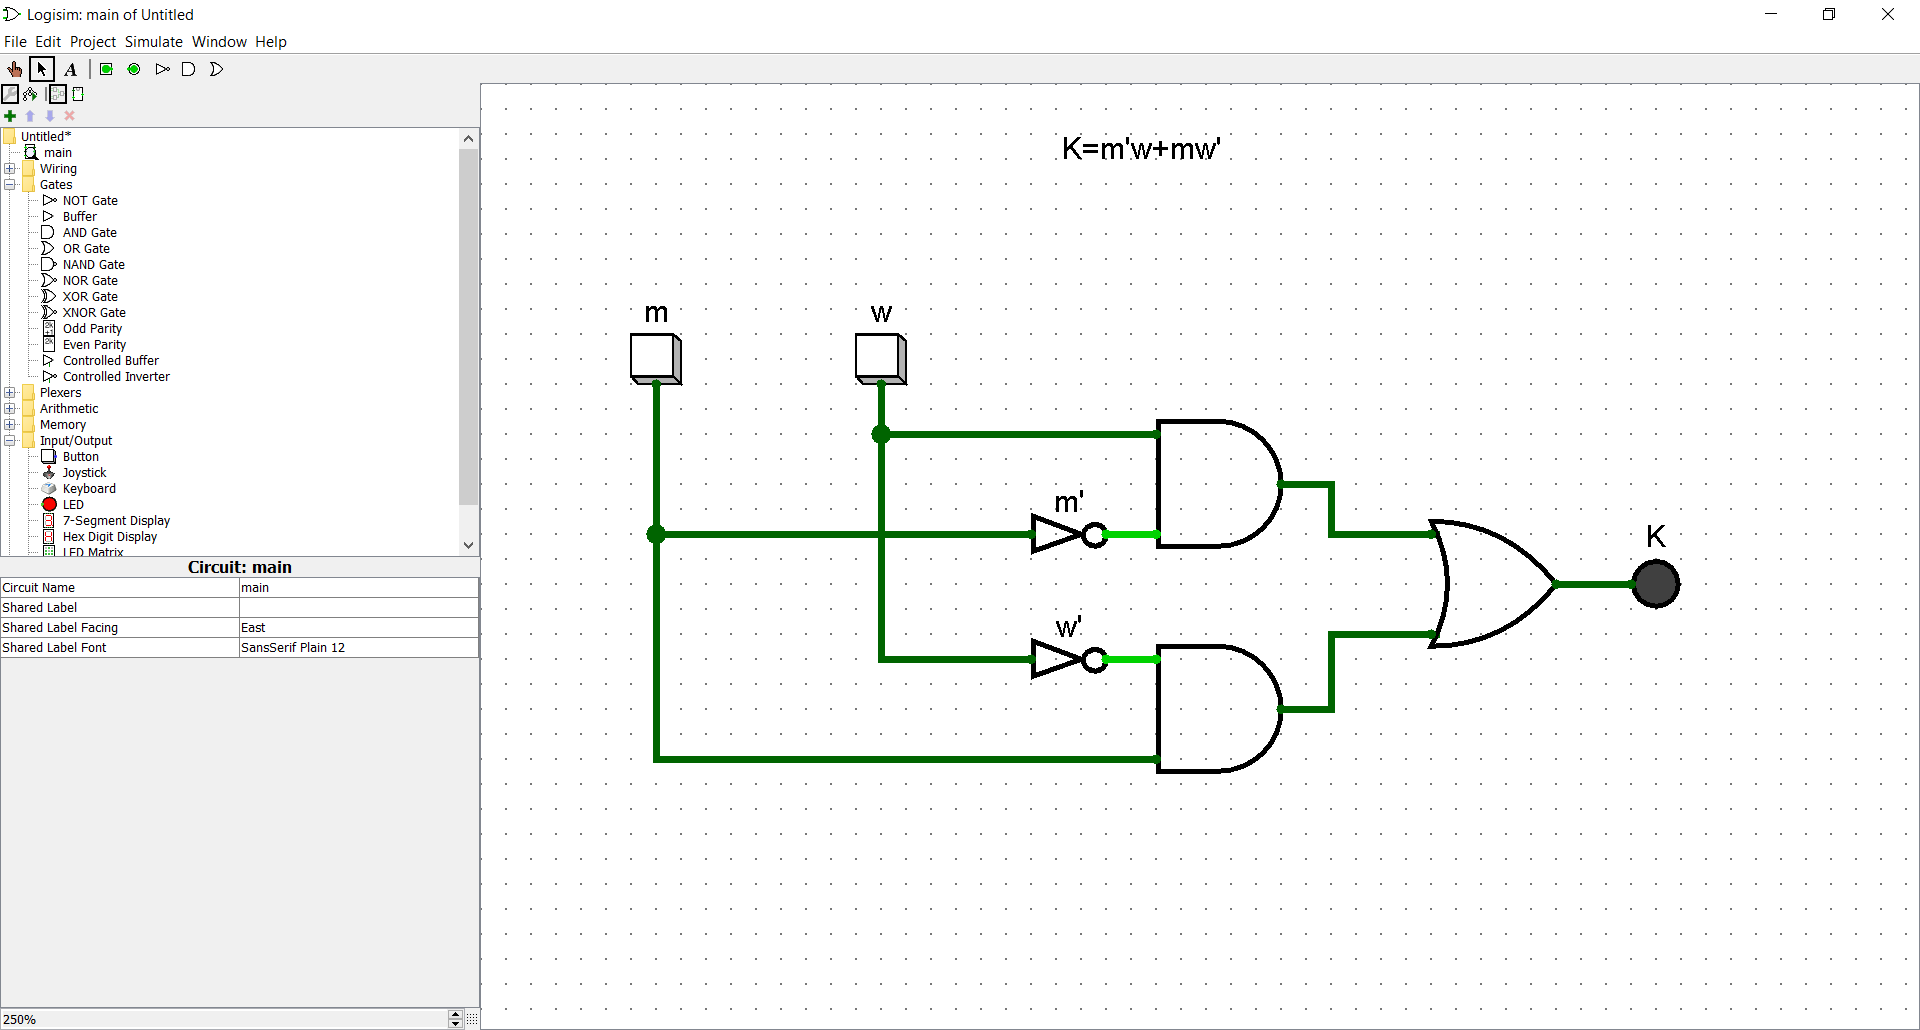 Logisim: main of Untitled
File Edit Project Simulate Window Help
A
Untitled*
main
Wiring
Gates
NOT Gate
Buffer
AND Gate
OR Gate
NAND Gate
NOR Gate
XOR Gate
XNOR Gate
Odd Parity
Even Parity
Controlled Buffer
Controlled Inverter
Plexers
Arithmetic
Memory
Input/Output
Button
Joystick
Keyboard
LED
7-Segment Display
Hex Digit Display
LED Matrix
Circuit: main
Circuit Name main
Shared Label
Shared Label Facing East
Shared Label Font SansSerif Plain 12
250%
K=m'w+mw'
m w
m'
K
w'